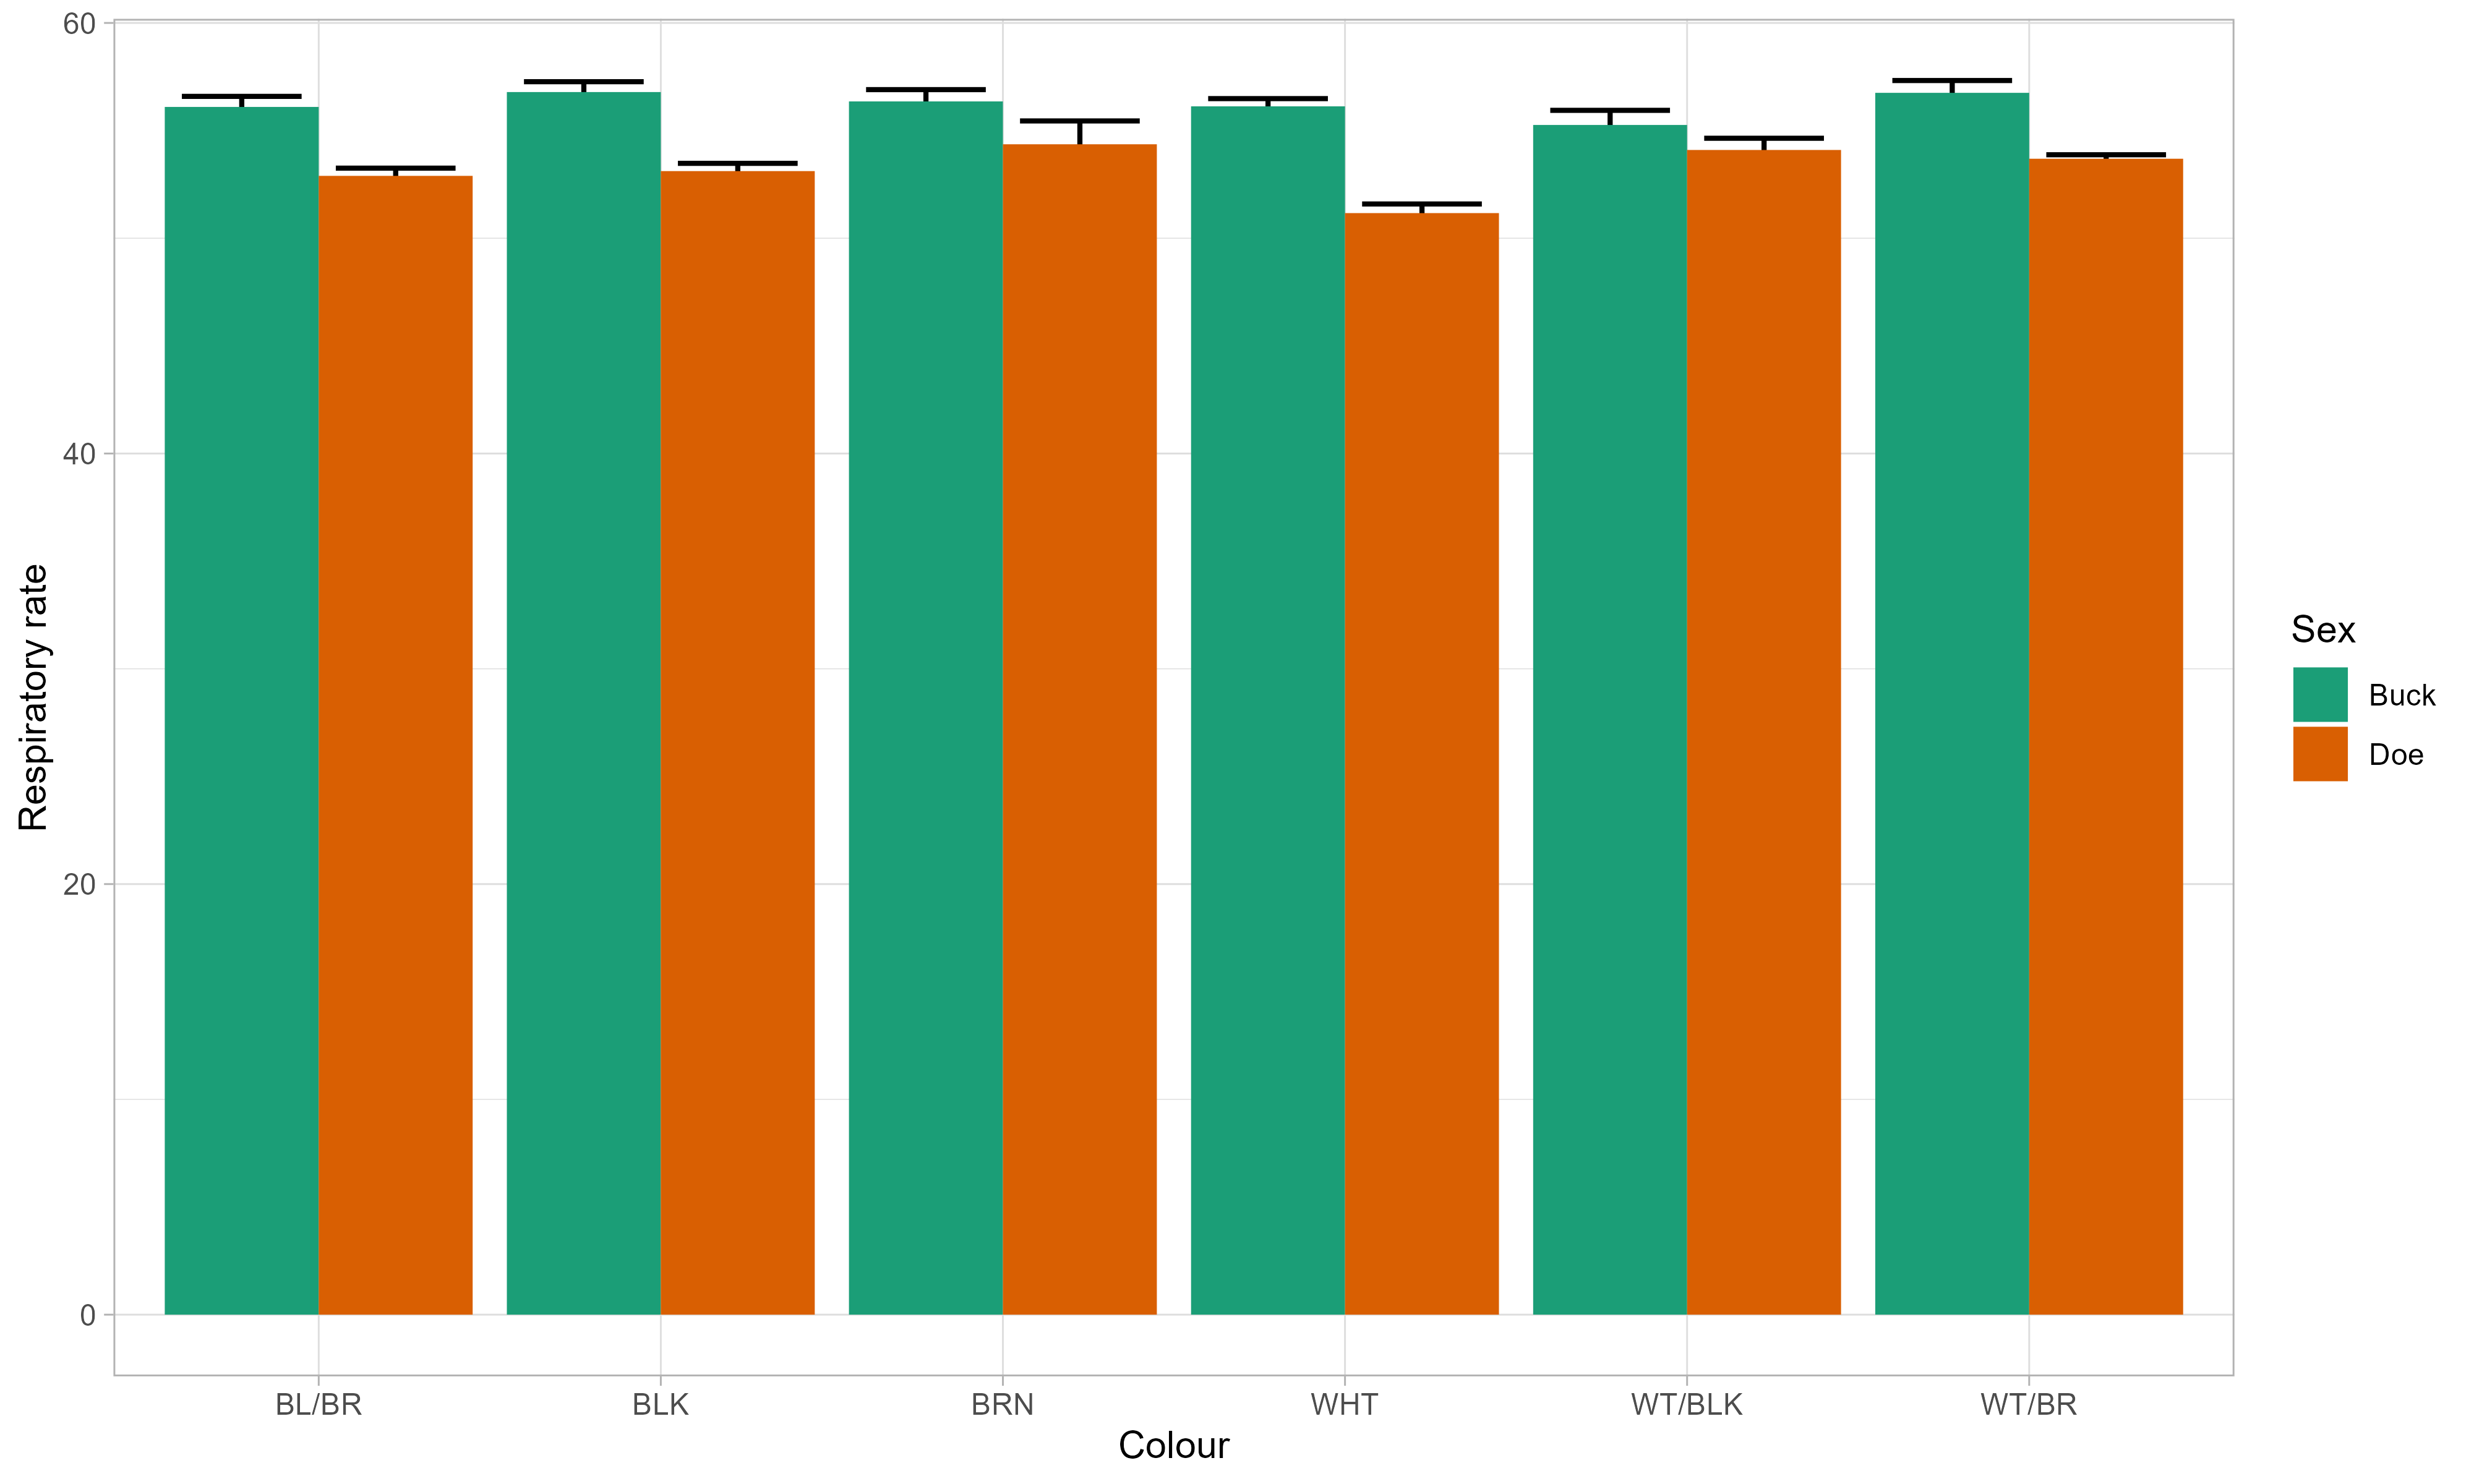 60
40
20
0
Respiratory rate
BL/BR BLK BRN WHT WT/BLK WT/BR
Colour
Sex
Buck
Doe